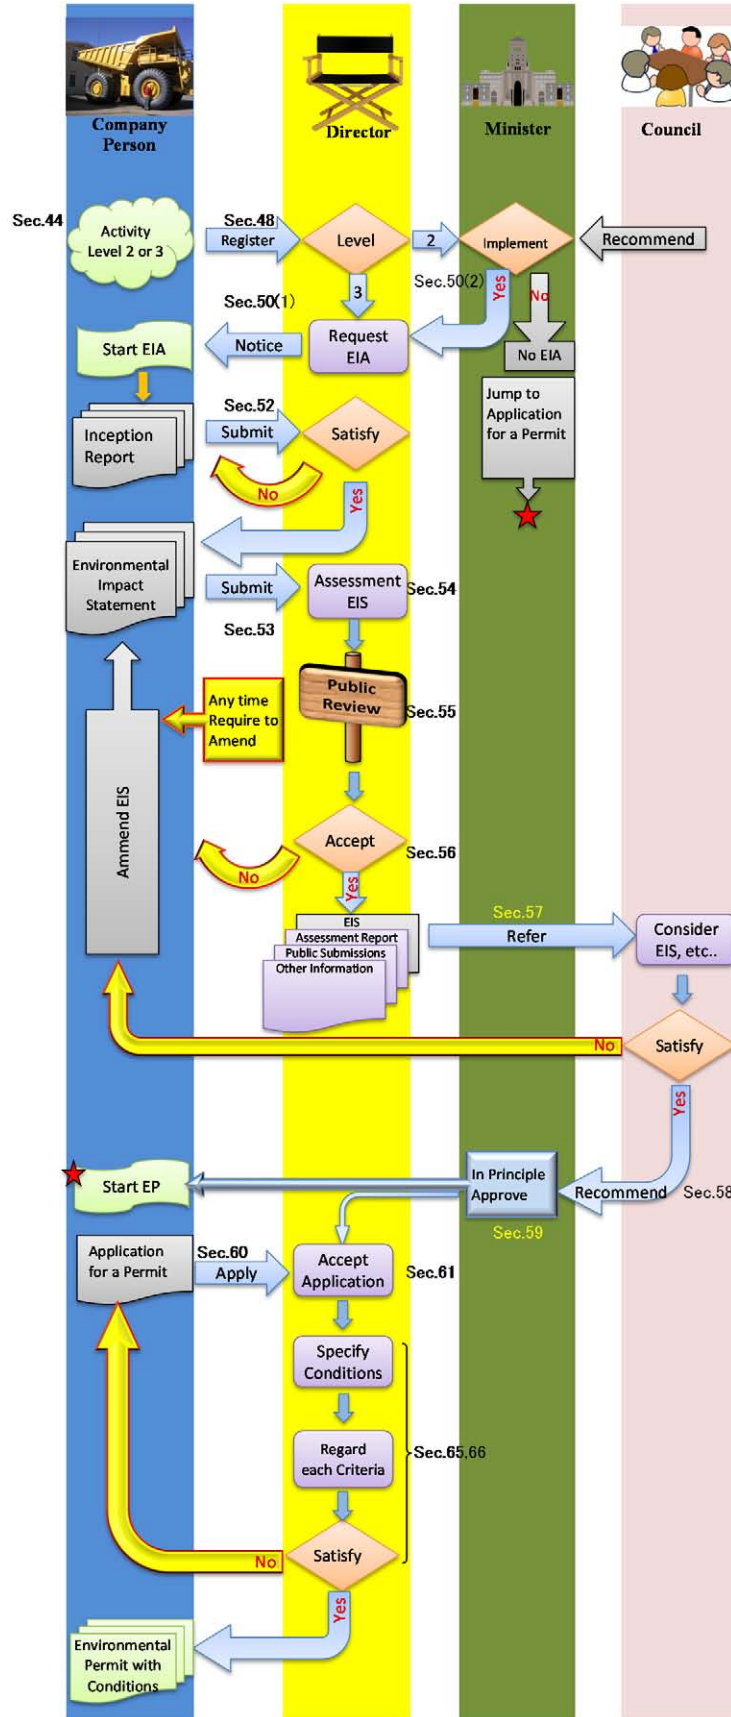 Company
Person
Director
Minister
Council
Sec.44
Activity
Level 2 or 3
Sec.48
Register
Level
2
Implement
Recommend
3
Sec.50(2)
Yes
No
Sec.50(1)
Start EIA
Notice
Request
EIA
No EIA
Jump to
Application
for a Permit
Inception
Report
Sec.52
Submit
Satisfy
No
Yes
Environmental
Impact
Statement
Submit
Sec.53
Assessment
EIS
Sec.54
Public
Review
Sec.55
Any time
Require to
Amend
Ammend EIS
Accept
Sec.56
No
Yes
EIS
Assessment Report
Public Submissions
Other Information
Sec.57
Refer
Consider
EIS, etc..
Satisfy
No
Yes
Start EP
In Principle
Approve
Recommend
Sec.58
Sec.59
Application
for a Permit
Sec.60
Apply
Accept
Application
Sec.61
Specify
Conditions
Regard
each Criteria
Sec.65,66
Satisfy
No
Yes
Environmental
Permit with
Conditions